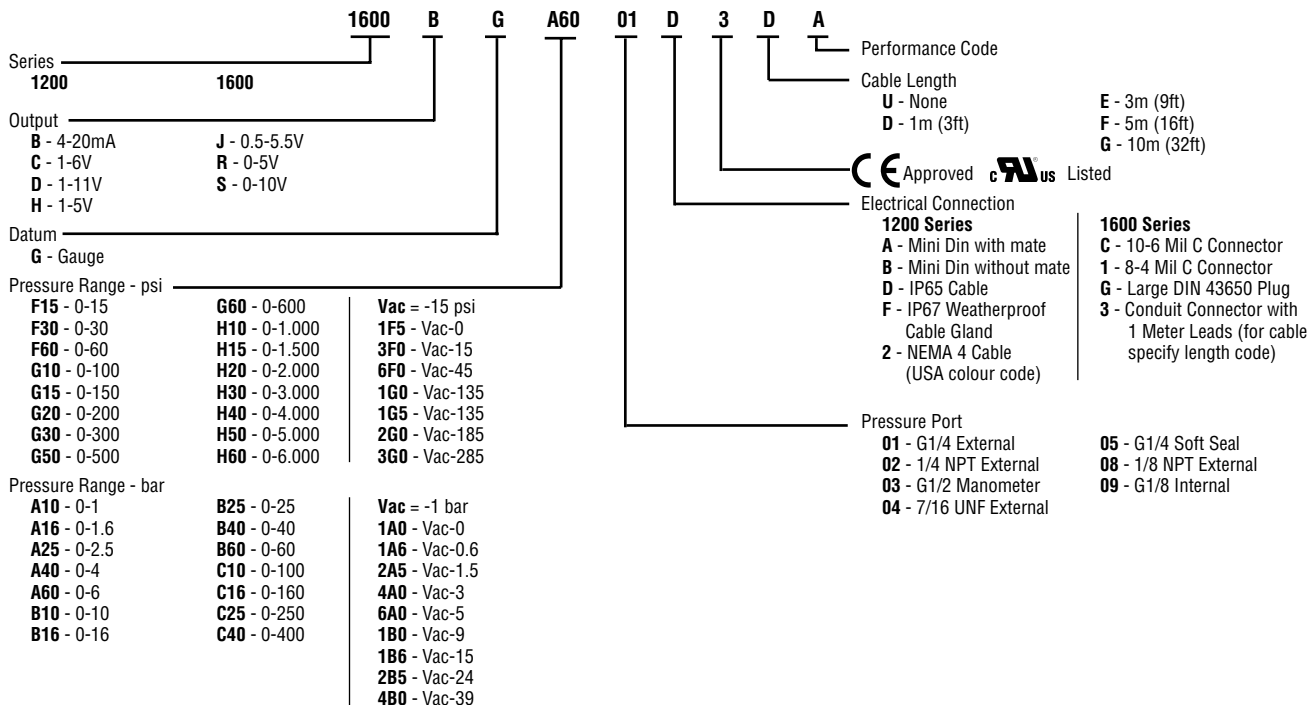 1600 B G A60 01 D 3 D A
Series
1200 1600
Output
B - 4-20mA J - 0.5-5.5V
C - 1-6V R - 0-5V
D - 1-11V S - 0-10V
H - 1-5V
Datum
G - Gauge
Pressure Range - psi
F15 - 0-15 G60 - 0-600 Vac = -15 psi
F30 - 0-30 H10 - 0-1.000 1F5 - Vac-0
F60 - 0-60 H15 - 0-1.500 3F0 - Vac-15
G10 - 0-100 H20 - 0-2.000 6F0 - Vac-45
G15 - 0-150 H30 - 0-3.000 1G0 - Vac-135
G20 - 0-200 H40 - 0-4.000 1G5 - Vac-135
G30 - 0-300 H50 - 0-5.000 2G0 - Vac-185
G50 - 0-500 H60 - 0-6.000 3G0 - Vac-285
Pressure Range - bar
A10 - 0-1 B25 - 0-25 Vac = -1 bar
A16 - 0-1.6 B40 - 0-40 1A0 - Vac-0
A25 - 0-2.5 B60 - 0-60 1A6 - Vac-0.6
A40 - 0-4 C10 - 0-100 2A5 - Vac-1.5
A60 - 0-6 C16 - 0-160 4A0 - Vac-3
B10 - 0-10 C25 - 0-250 6A0 - Vac-5
B16 - 0-16 C40 - 0-400 1B0 - Vac-9
1B6 - Vac-15
2B5 - Vac-24
4B0 - Vac-39
Performance Code
Cable Length
U - None E - 3m (9ft)
D - 1m (3ft) F - 5m (16ft)
G - 10m (32ft)
CE Approved c RU ® US Listed
Electrical Connection
1200 Series
A - Mini Din with mate
B - Mini Din without mate
D - IP65 Cable
F - IP67 Weatherproof
Cable Gland
2 - NEMA 4 Cable
(USA colour code)
1600 Series
C - 10-6 Mil C Connector
1 - 8-4 Mil C Connector
G - Large DIN 43650 Plug
3 - Conduit Connector with
1 Meter Leads (for cable
specify length code)
Pressure Port
01 - G1/4 External 05 - G1/4 Soft Seal
02 - 1/4 NPT External 08 - 1/8 NPT External
03 - G1/2 Manometer 09 - G1/8 Internal
04 - 7/16 UNF External